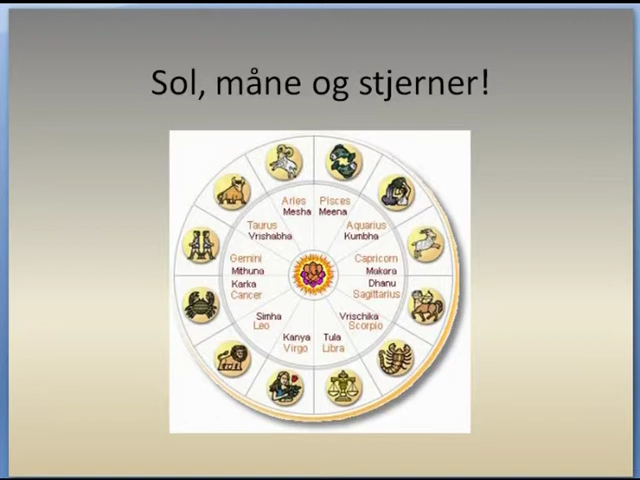 Sol, måne og stjerner!
Aries Pisces
Mesha Meena
Taurus Aquarius
Vrishabha Kumbha
Gemini Capricorn
Mithuna Makara
Karka Dhanu
Cancer Sagittarius
Simha Vrischika
Leo Scorpio
Kanya Tula
Virgo Libra